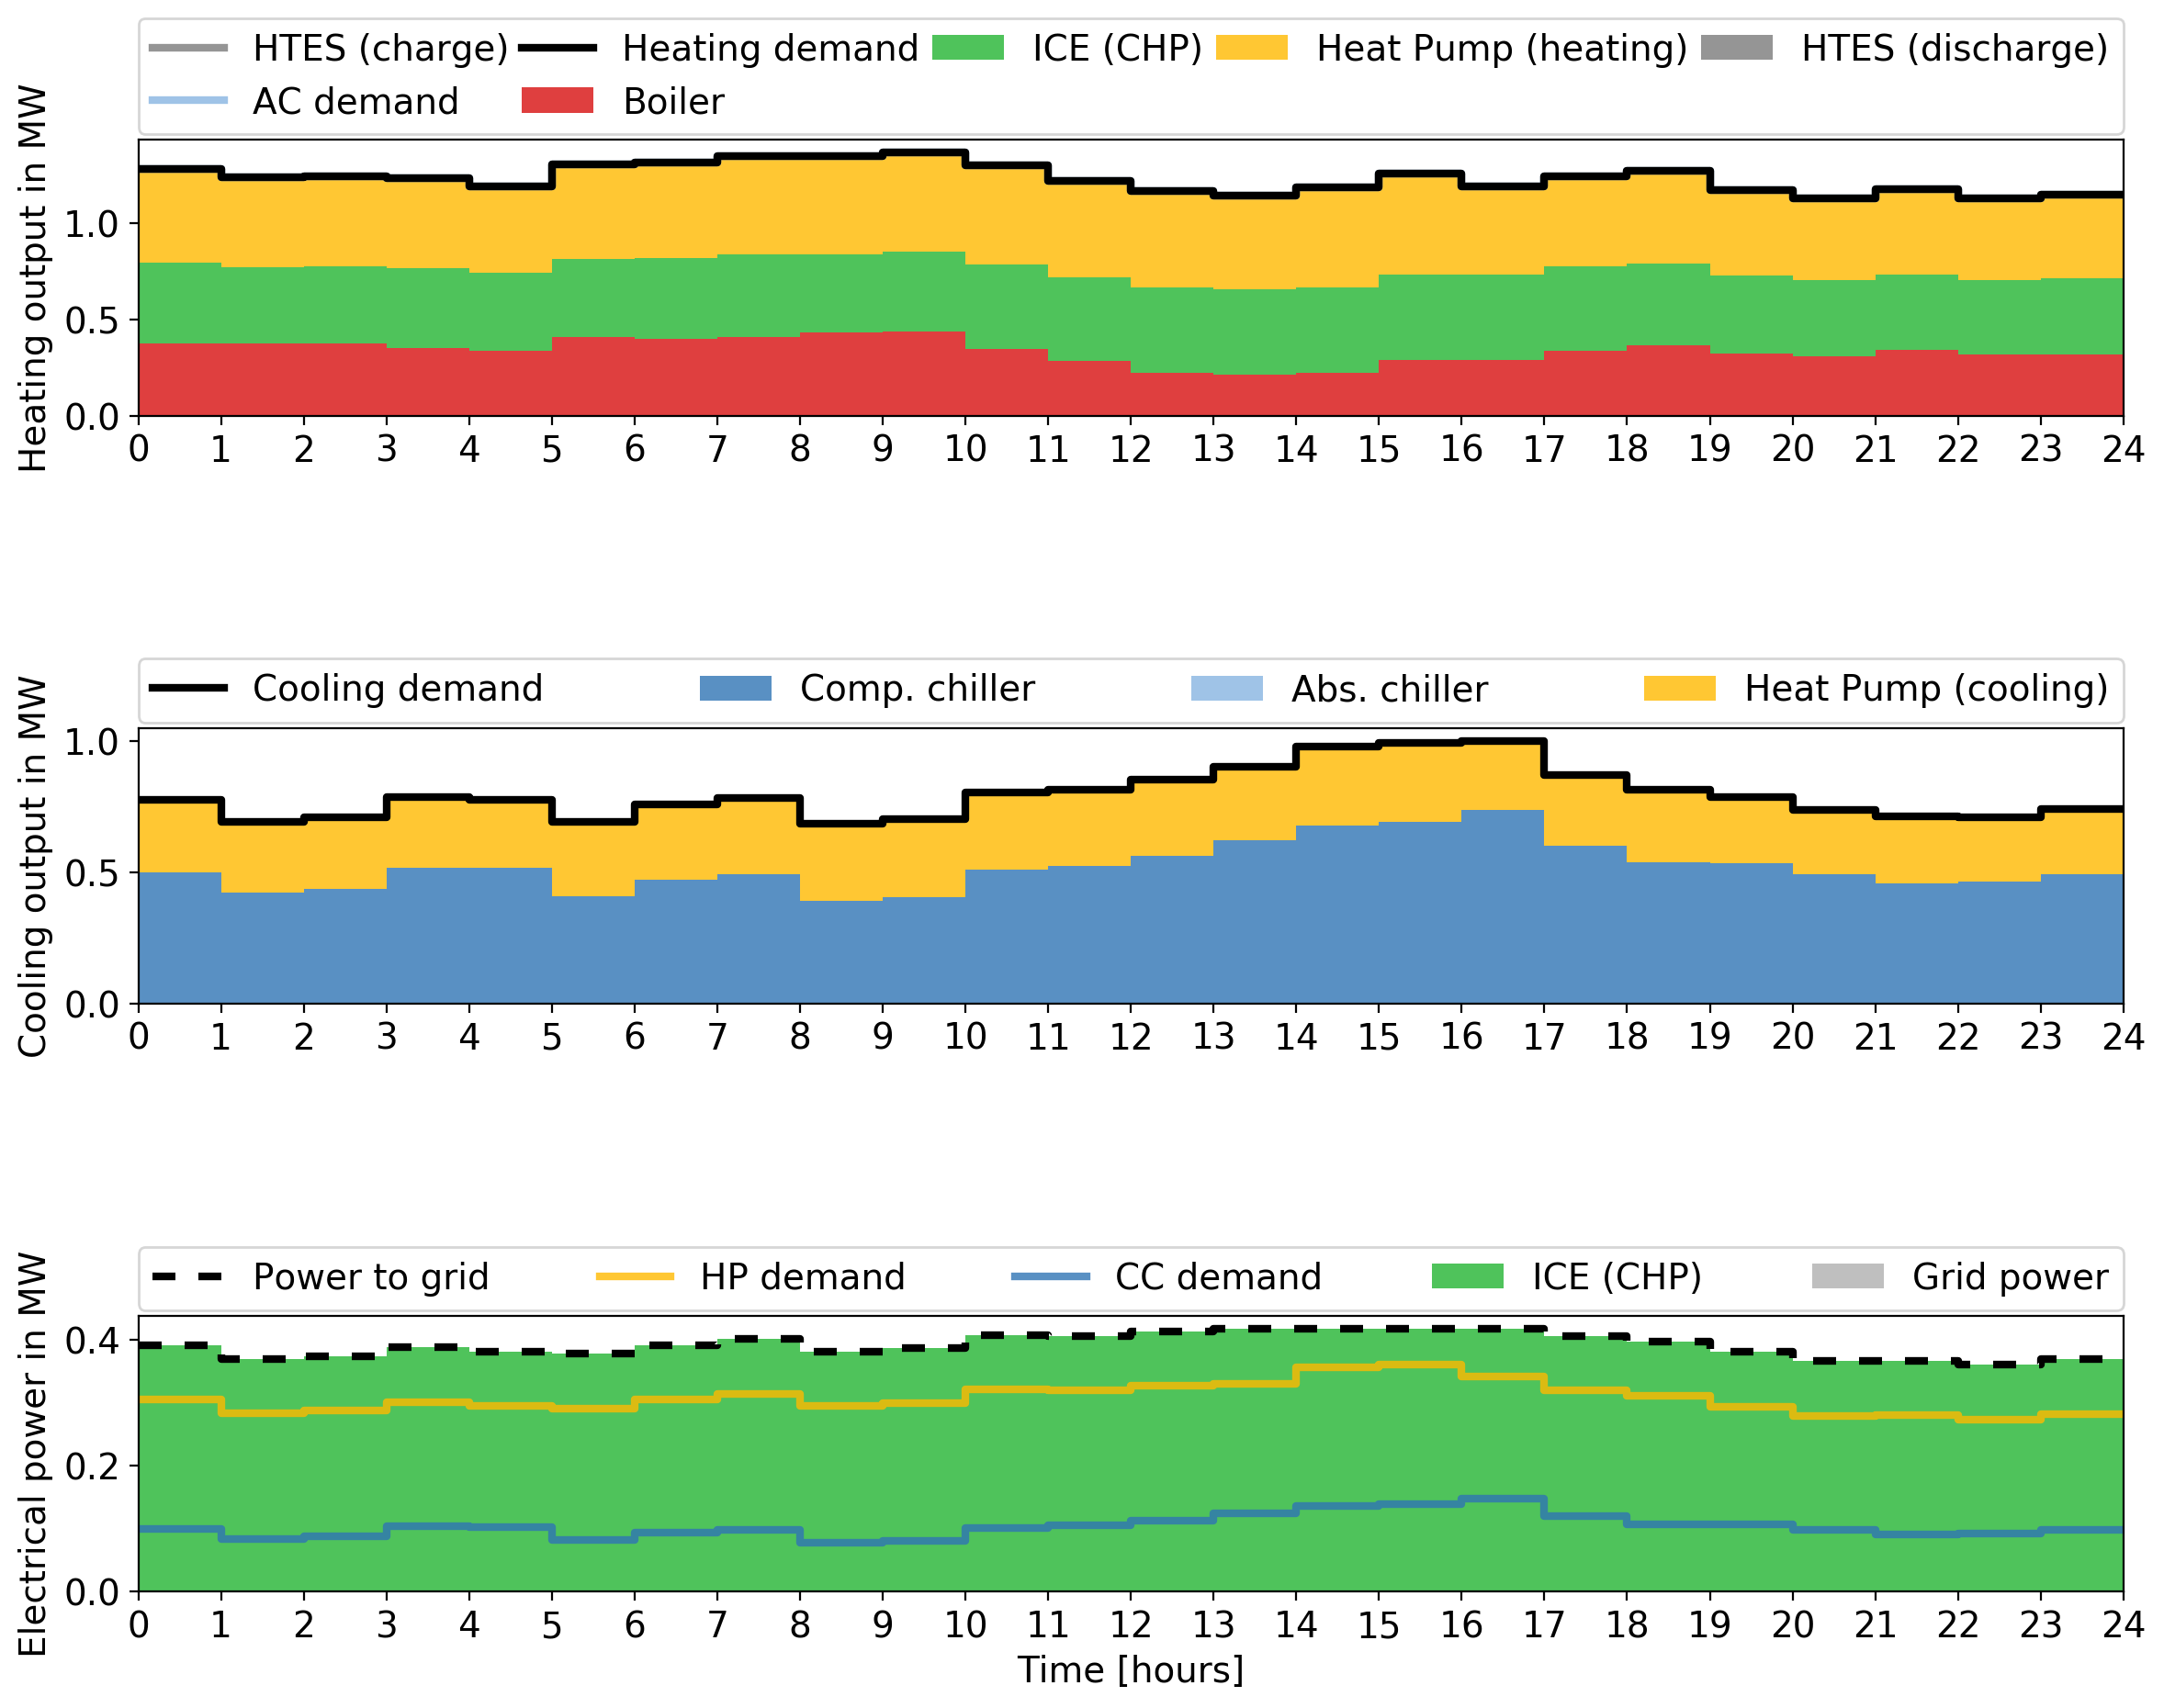 HTES (charge) Heating demand ICE (CHP) Heat Pump (heating) HTES (discharge)
AC demand Boiler
Heating output in MW
1.0
0.5
0.0
0 1 2 3 4 5 6 7 8 9 10 11 12 13 14 15 16 17 18 19 20 21 22 23 24
Cooling demand Comp. chiller Abs. chiller Heat Pump (cooling)
Cooling output in MW
1.0
0.5
0.0
0 1 2 3 4 5 6 7 8 9 10 11 12 13 14 15 16 17 18 19 20 21 22 23 24
Power to grid HP demand CC demand ICE (CHP) Grid power
Electrical power in MW
0.4
0.2
0.0
0 1 2 3 4 5 6 7 8 9 10 11 12 13 14 15 16 17 18 19 20 21 22 23 24
Time [hours]